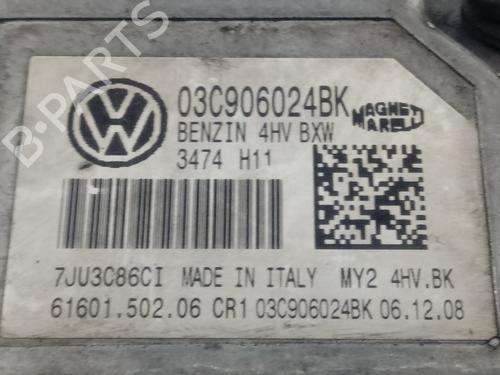 03C906024BK
BENZIN 4HV BXW
MAGNETI
MARELLI
3474 H11
7JU3C86CI MADE IN ITALY MY2 4HV.BK
61601.502.06 CR1 03C906024BK 06.12.08